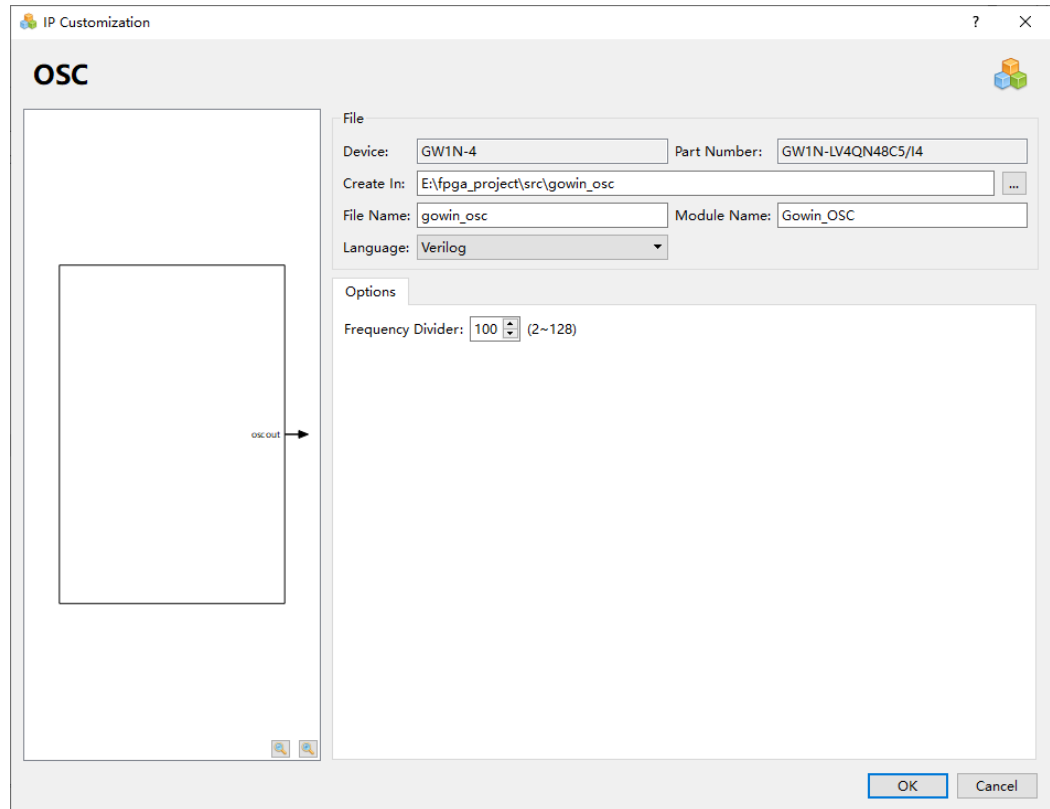 IP Customization
?
OSC
File
Device: GW1N-4 Part Number: GW1N-LV4QN48C5/I4
Create In: E:\fpga_project\src\gowin_osc ...
File Name: gowin_osc Module Name: Gowin_OSC
Language: Verilog
Options
Frequency Divider: 100 (2~128)
oscout
OK Cancel